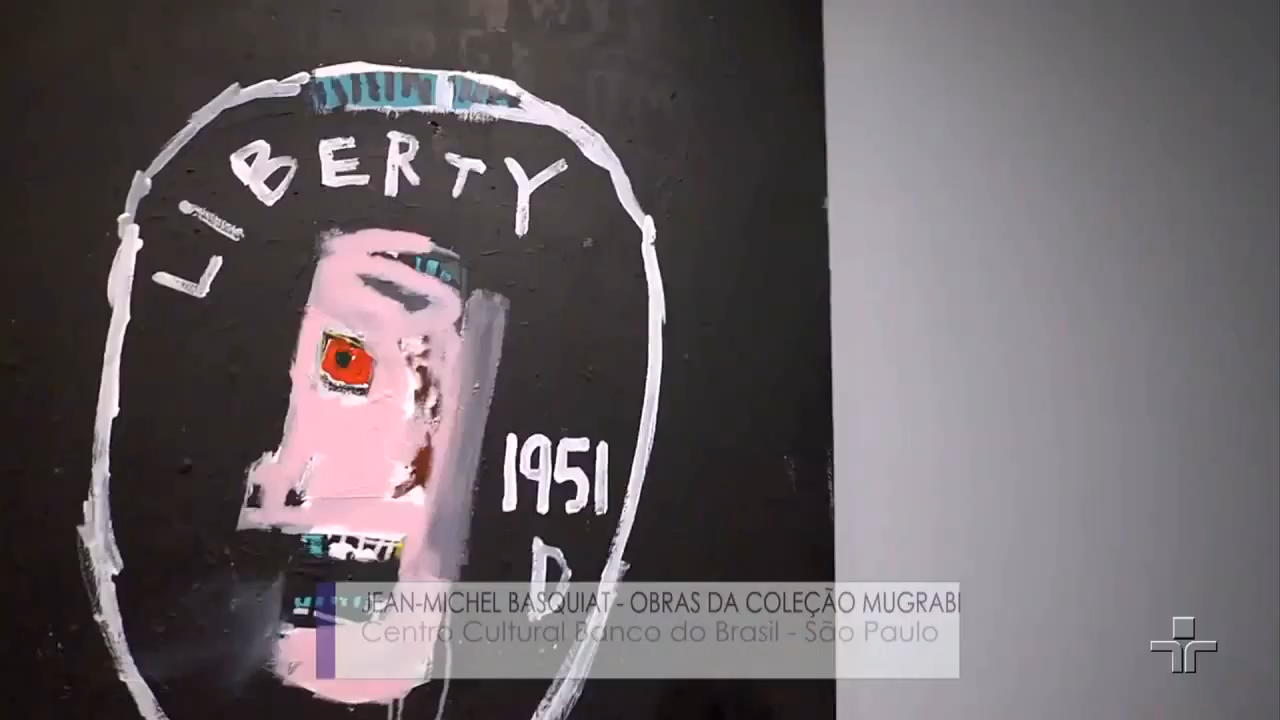 LIBERTY
1951
D
JEAN-MICHEL BASQUIAT - OBRAS DA COLEÇÃO MUGRABI
Centro Cultural Banco do Brasil - São Paulo